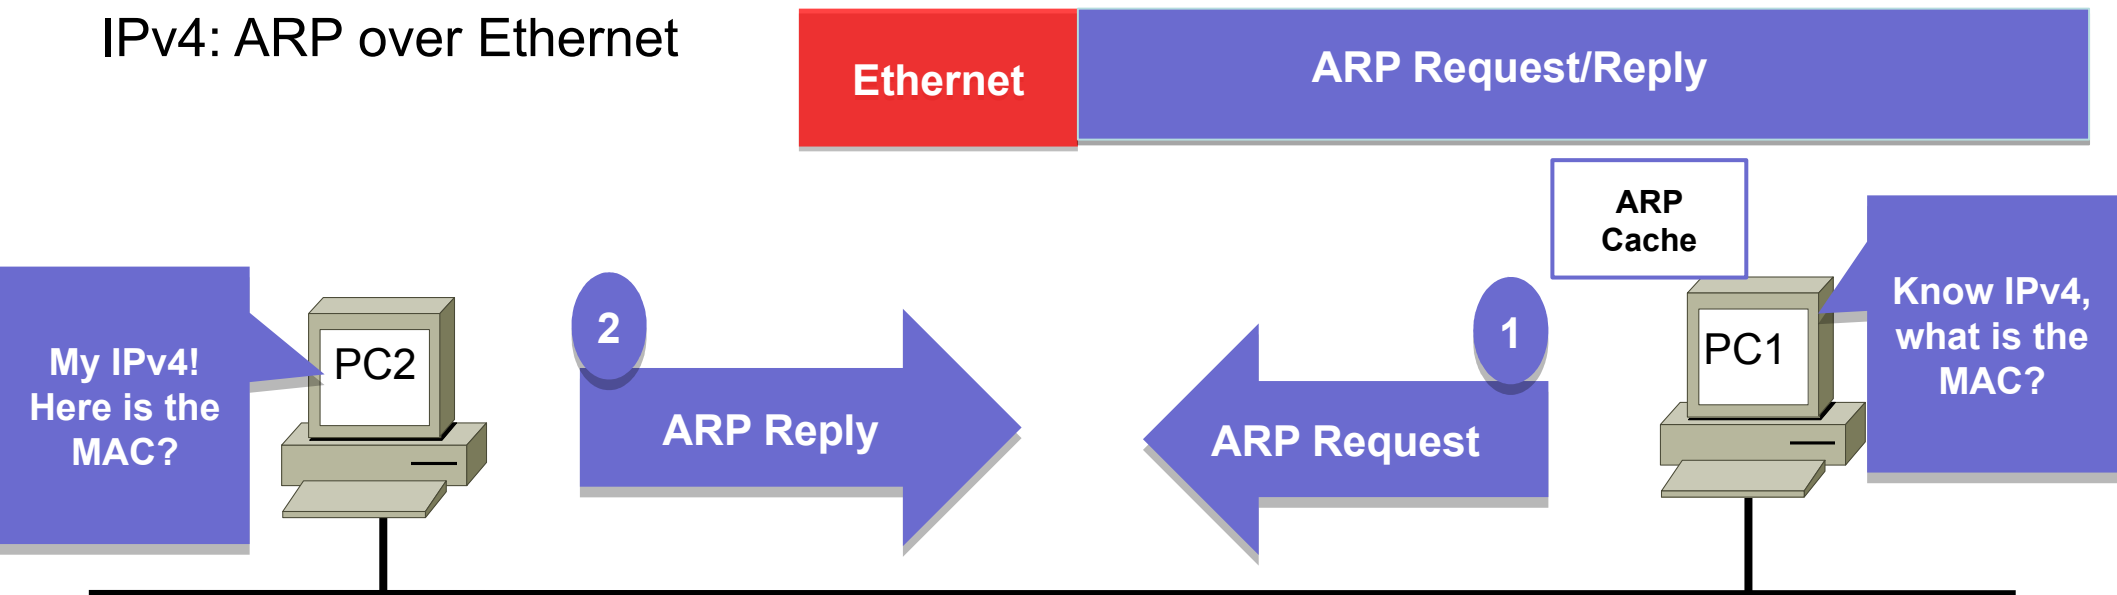 IPv4: ARP over Ethernet
Ethernet
ARP Request/Reply
ARP
Cache
My IPv4!
Here is the
MAC?
PC2
2
ARP Reply
1
ARP Request
PC1
Know IPv4,
what is the
MAC?